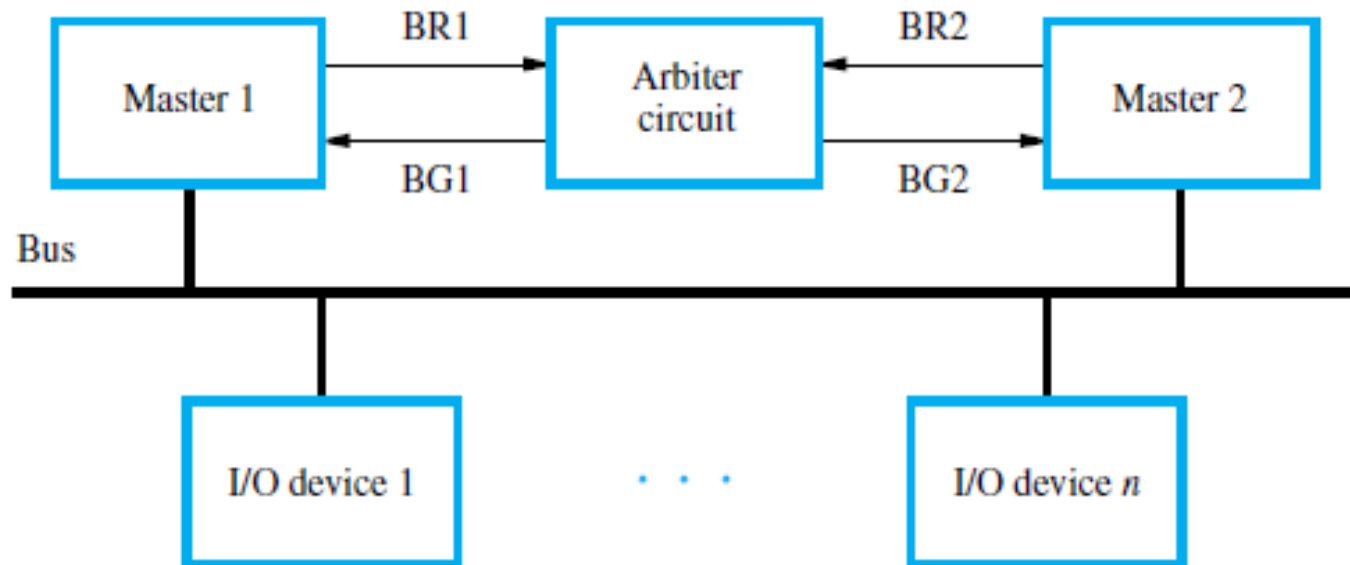 BR1
BR2
Master 1
Arbiter
circuit
Master 2
BG1
BG2
Bus
I/O device 1
. . .
I/O device n